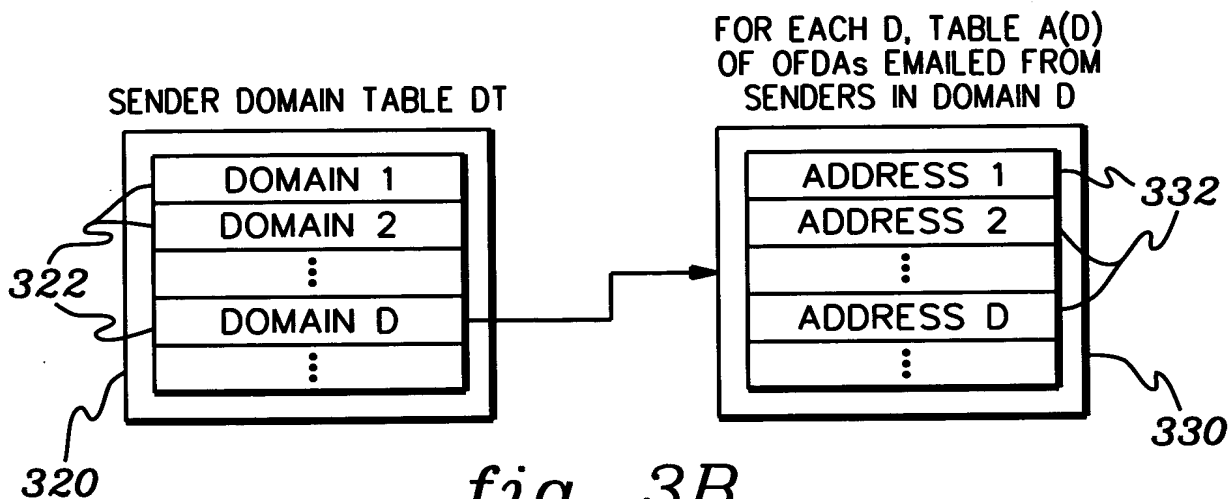 FOR EACH D, TABLE A(D)
OF OFDAs EMAILED FROM
SENDERS IN DOMAIN D
SENDER DOMAIN TABLE DT
DOMAIN 1
DOMAIN 2
⋮
DOMAIN D
⋮
322
320
ADDRESS 1
ADDRESS 2
⋮
ADDRESS D
⋮
332
330
fig. 3B